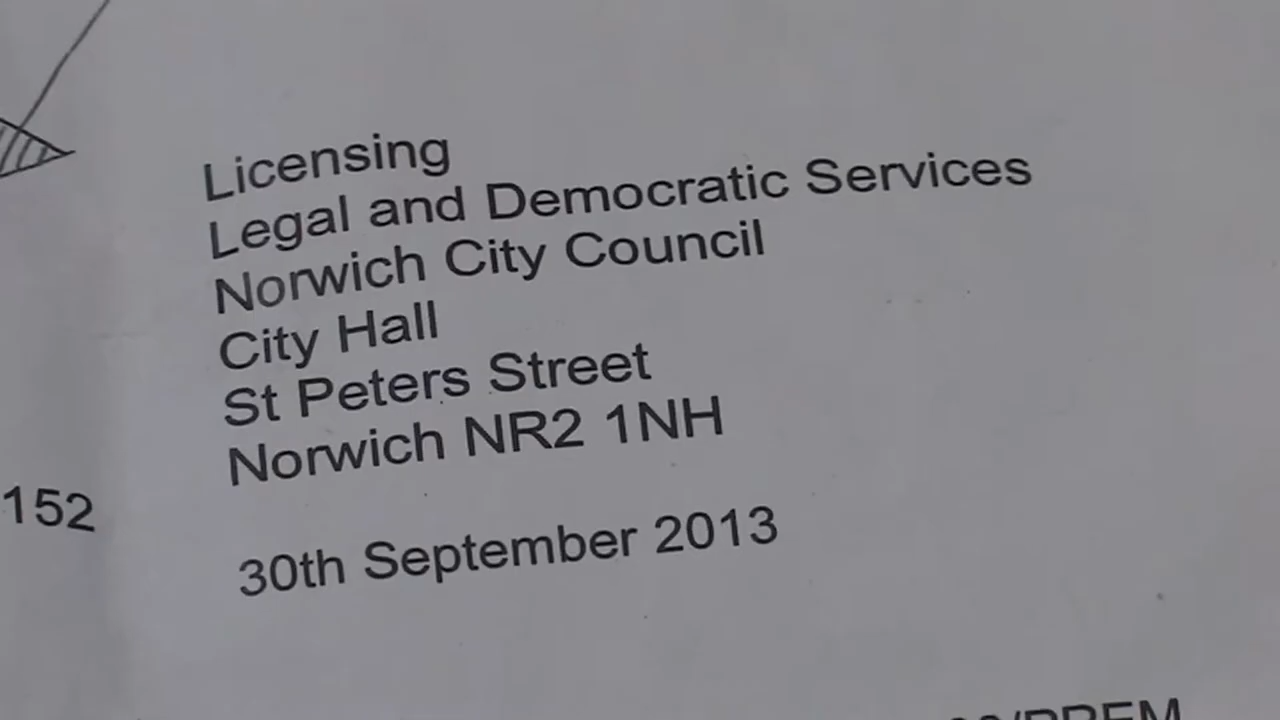 Licensing
Legal and Democratic Services
Norwich City Council
City Hall
St Peters Street
Norwich NR2 1NH
152
30th September 2013
/PREM